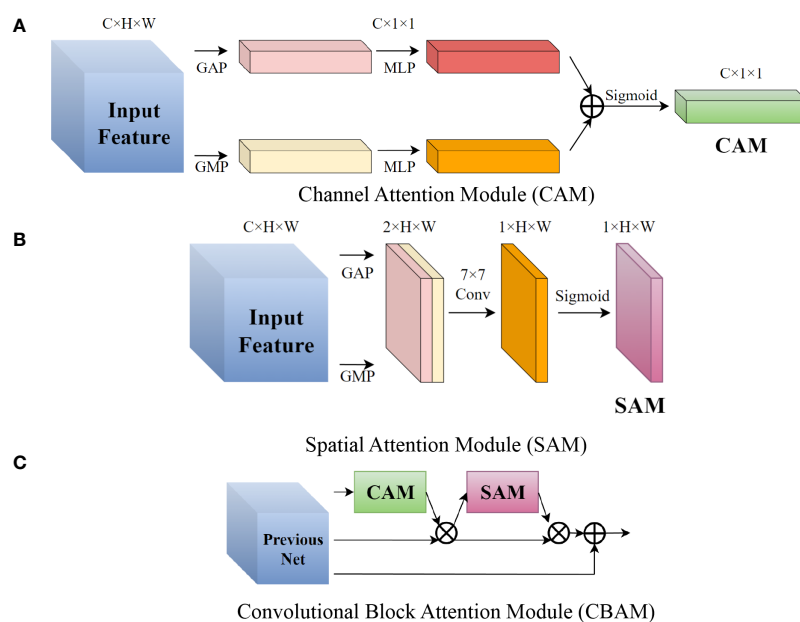 A
C×H×W
C×1×1
GAP
MLP
Input
Feature
Sigmoid
C×1×1
CAM
GMP
MLP
Channel Attention Module (CAM)
B
C×H×W
2×H×W
1×H×W
1×H×W
GAP
7×7
Conv
Sigmoid
Input
Feature
GMP
SAM
Spatial Attention Module (SAM)
C
CAM
SAM
Previous
Net
Convolutional Block Attention Module (CBAM)